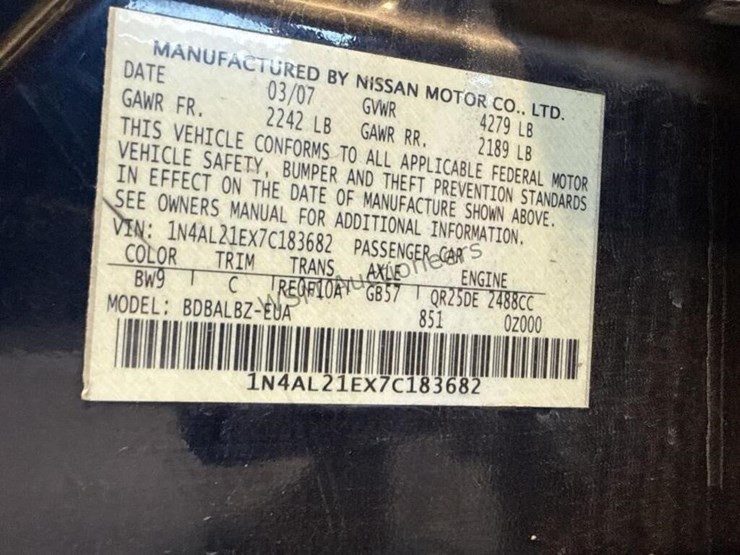 MANUFACTURED BY NISSAN MOTOR CO., LTD.
DATE 03/07 GVWR 4279 LB
GAWR FR. 2242 LB GAWR RR. 2189 LB
THIS VEHICLE CONFORMS TO ALL APPLICABLE FEDERAL MOTOR
VEHICLE SAFETY, BUMPER AND THEFT PREVENTION STANDARDS
IN EFFECT ON THE DATE OF MANUFACTURE SHOWN ABOVE.
SEE OWNERS MANUAL FOR ADDITIONAL INFORMATION.
VIN: 1N4AL21EX7C183682 PASSENGER CAR
COLOR TRIM TRANS AXLE ENGINE
BW9 C RE0F10A GB57 QR25DE 2488CC
MODEL: BDBALBZ-EUA 851 0Z000
1N4AL21EX7C183682